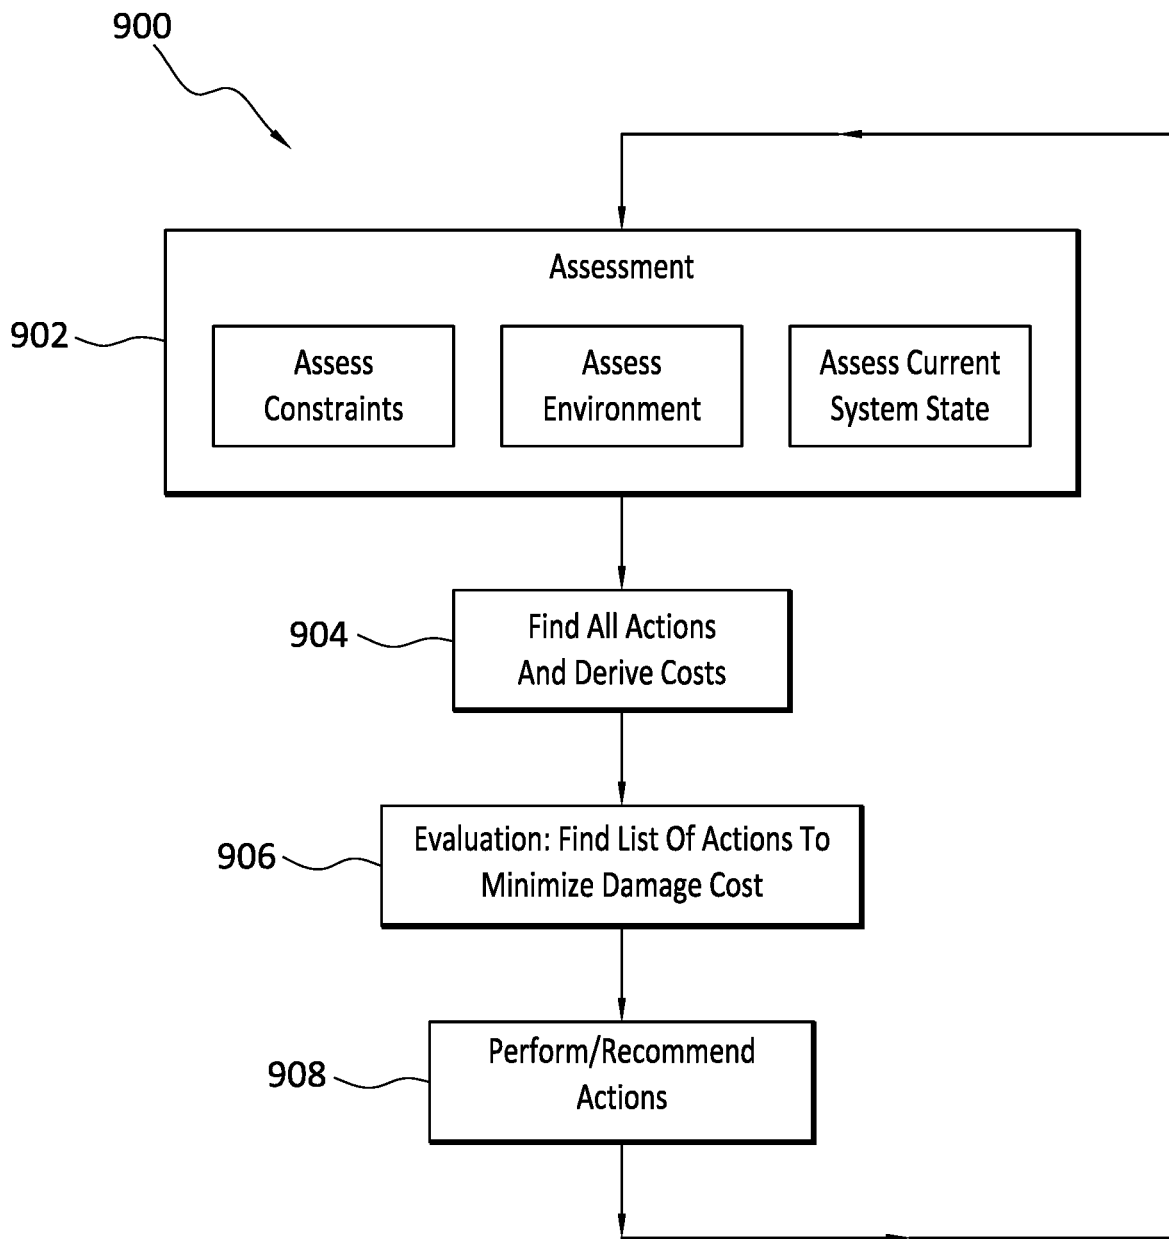 900
Assessment
902
Assess
Constraints
Assess
Environment
Assess Current
System State
904
Find All Actions
And Derive Costs
906
Evaluation: Find List Of Actions To
Minimize Damage Cost
908
Perform/Recommend
Actions